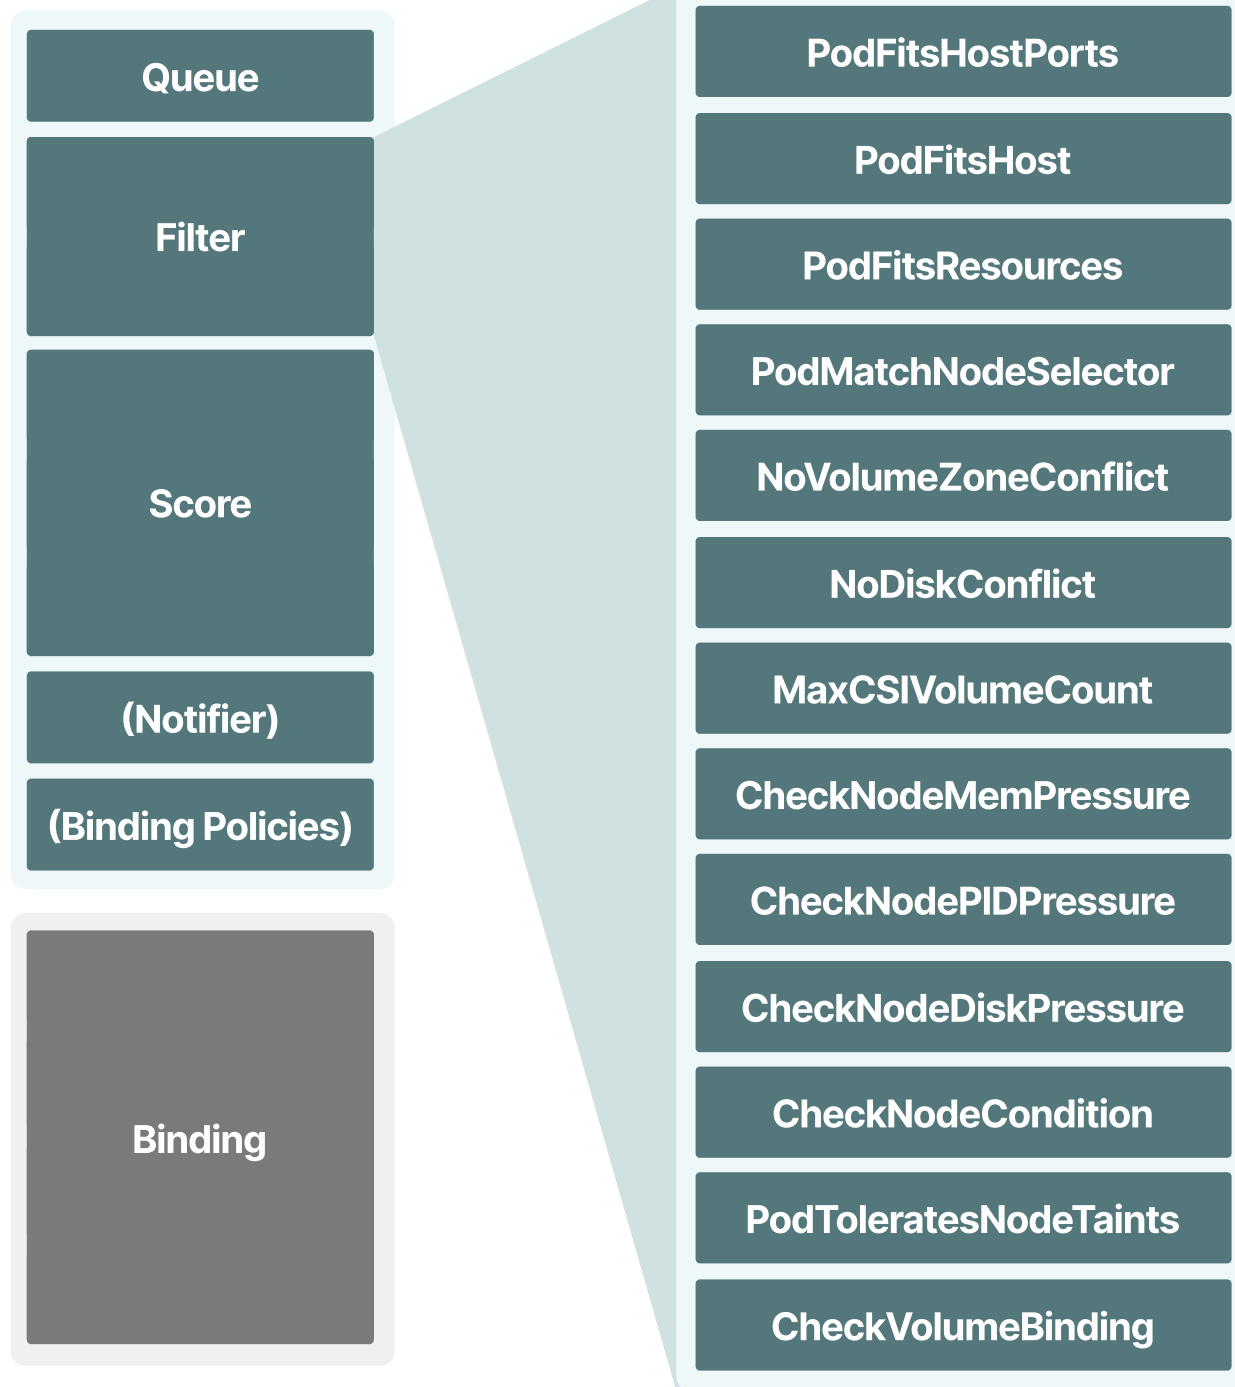 Queue
Filter
Score
(Notifier)
(Binding Policies)
Binding
PodFitsHostPorts
PodFitsHost
PodFitsResources
PodMatchNodeSelector
NoVolumeZoneConflict
NoDiskConflict
MaxCSIVolumeCount
CheckNodeMemPressure
CheckNodePIDPressure
CheckNodeDiskPressure
CheckNodeCondition
PodToleratesNodeTaints
CheckVolumeBinding